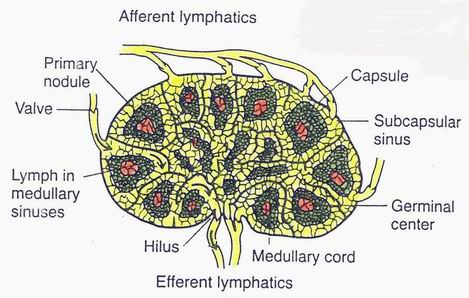 Afferent lymphatics
Primary
nodule
Capsule
Valve
Subcapsular
sinus
Lymph in
medullary
sinuses
Germinal
center
Hilus
Medullary cord
Efferent lymphatics